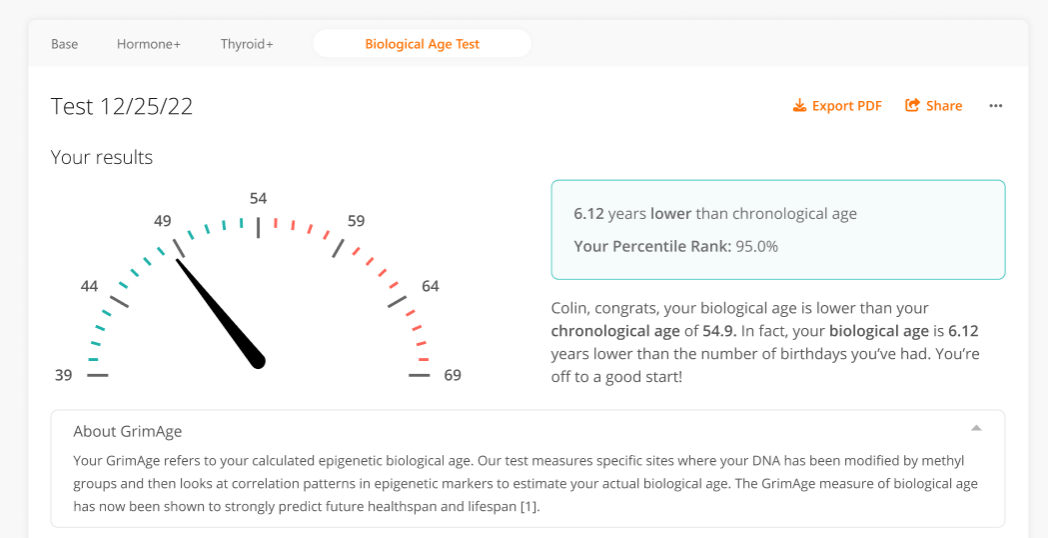 Base Hormone+ Thyroid+ Biological Age Test
Test 12/25/22
Export PDF Share ...
Your results
54
49 59
44 64
39 69
6.12 years lower than chronological age
Your Percentile Rank: 95.0%
Colin, congrats, your biological age is lower than your
chronological age of 54.9. In fact, your biological age is 6.12
years lower than the number of birthdays you’ve had. You’re
off to a good start!
About GrimAge
Your GrimAge refers to your calculated epigenetic biological age. Our test measures specific sites where your DNA has been modified by methyl
groups and then looks at correlation patterns in epigenetic markers to estimate your actual biological age. The GrimAge measure of biological age
has now been shown to strongly predict future healthspan and lifespan [1].